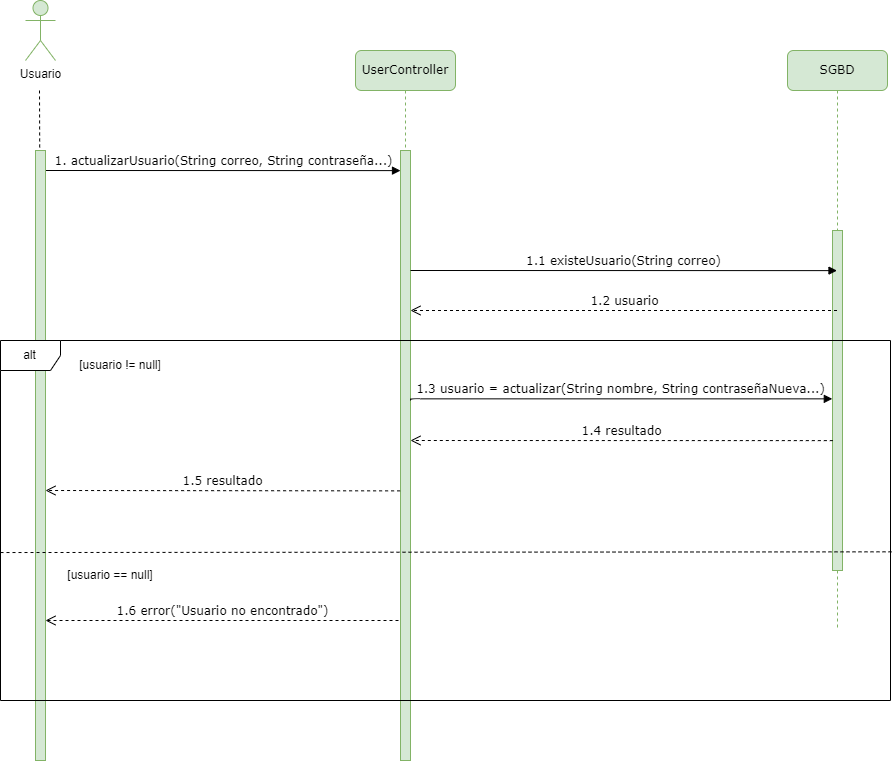 Usuario
UserController
SGBD
1. actualizarUsuario(String correo, String contraseña...)
1.1 existeUsuario(String correo)
1.2 usuario
alt
[usuario != null]
1.3 usuario = actualizar(String nombre, String contraseñaNueva...)
1.4 resultado
1.5 resultado
[usuario == null]
1.6 error("Usuario no encontrado")